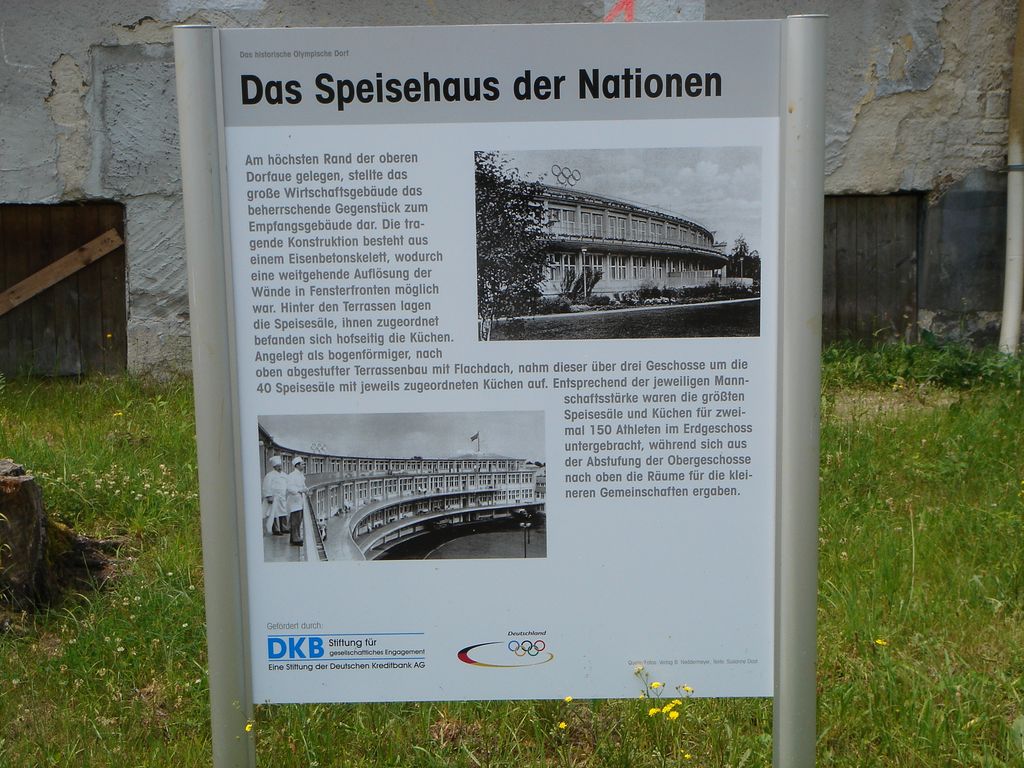 Das historische Olympische Dorf
Das Speisehaus der Nationen
Am höchsten Rand der oberen
Dorfaue gelegen, stellte das
große Wirtschaftsgebäude das
beherrschende Gegenstück zum
Empfangsgebäude dar. Die tra-
gende Konstruktion besteht aus
einem Eisenbetonskelett, wodurch
eine weitgehende Auflösung der
Wände in Fensterfronten möglich
war. Hinter den Terrassen lagen
die Speisesäle, ihnen zugeordnet
befanden sich hofseitig die Küchen.
Angelegt als bogenförmiger, nach
oben abgestufter Terrassenbau mit Flachdach, nahm dieser über drei Geschosse um die
40 Speisesäle mit jeweils zugeordneten Küchen auf. Entsprechend der jeweiligen Mann-
schaftsstärke waren die größten
Speisesäle und Küchen für zwei-
mal 150 Athleten im Erdgeschoss
untergebracht, während sich aus
der Abstufung der Obergeschosse
nach oben die Räume für die klei-
neren Gemeinschaften ergaben.
Gefördert durch:
DKB Stiftung für
gesellschaftliches Engagement
Eine Stiftung der Deutschen Kreditbank AG
Deutschland
Fotos: Verlag B. Neddermeyer, Texte: Susanne Dost